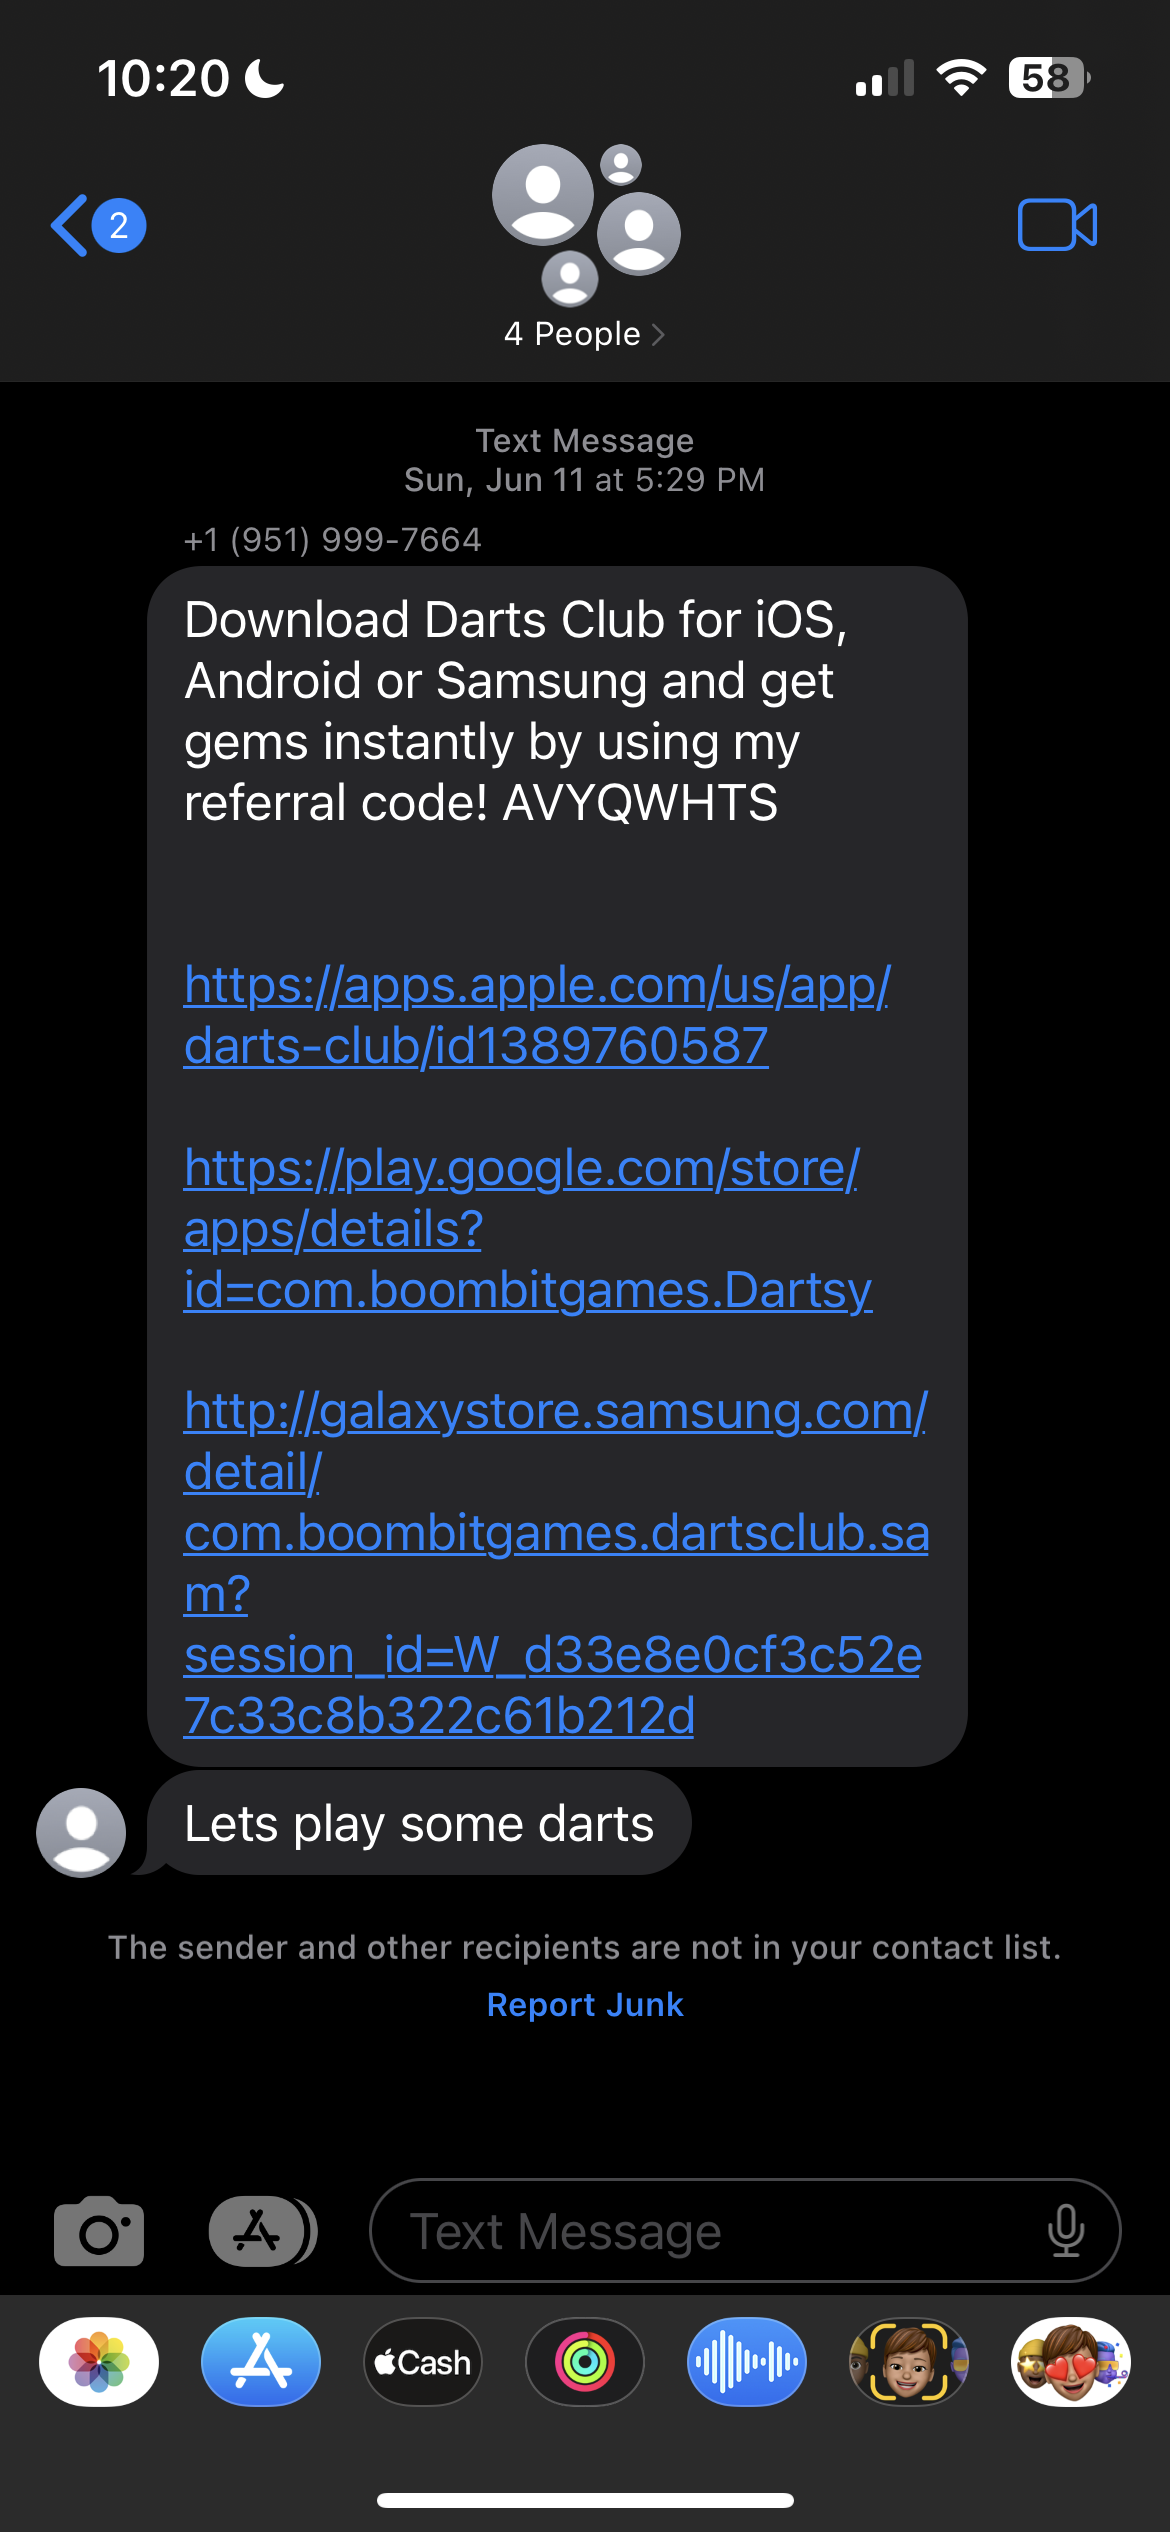 10:20
58
2
4 People
Text Message
Sun, Jun 11 at 5:29 PM
+1 (951) 999-7664
Download Darts Club for iOS,
Android or Samsung and get
gems instantly by using my
referral code! AVYQWHTS
https://apps.apple.com/us/app/
darts-club/id1389760587
https://play.google.com/store/
apps/details?
id=com.boombitgames.Dartsy
http://galaxystore.samsung.com/
detail/
com.boombitgames.dartsclub.sa
m?
session_id=W_d33e8e0cf3c52e
7c33c8b322c61b212d
Lets play some darts
The sender and other recipients are not in your contact list.
Report Junk
Text Message
Cash